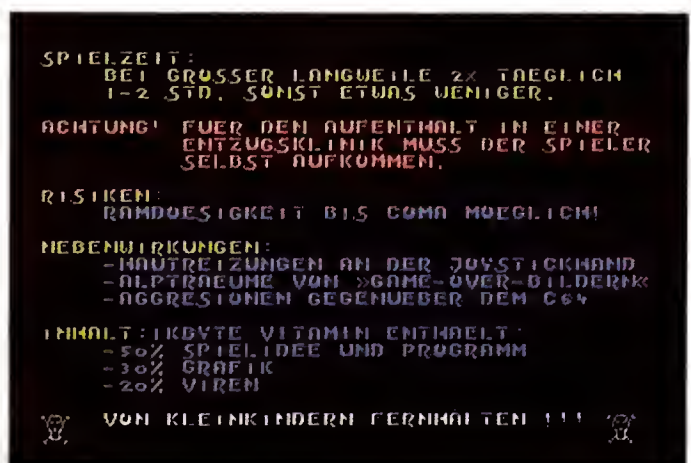 SPIELZEIT:
BEI GROSSER LANGWEILE 2X TAEGLICH
1-2 STD. SONST ETWAS WENIGER.
ACHTUNG! FUER DEN AUFENTHALT IN EINER
ENTZUGSKLINIK MUSS DER SPIELER
SELBST AUFKOMMEN.
RISIKEN:
RAMDOESIGKEIT BIS COMA MOEGLICH!
NEBENWIRKUNGEN:
-HAUTREIZUNGEN AN DER JOYSTICKHAND
-ALPTRAEUME VON »GAME-OVER-BILDERN«
-AGGRESIONEN GEGENUEBER DEM C64
INHALT:1KBYTE VITAMIN ENTHAELT:
-50% SPIELIDEE UND PROGRAMM
-30% GRAFIK
-20% VIREN
VON KLEINKINDERN FERNHALTEN !!!